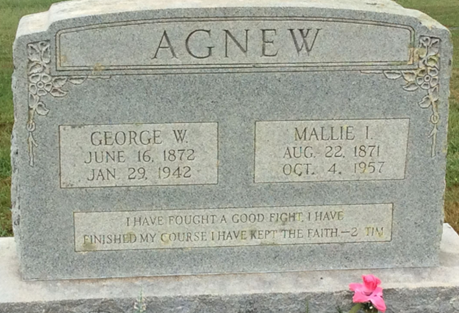 AGNEW
GEORGE W.
JUNE 16, 1872
JAN. 29, 1942
MALLIE I.
AUG. 22, 1871
OCT. 4, 1957
I HAVE FOUGHT A GOOD FIGHT, I HAVE
FINISHED MY COURSE I HAVE KEPT THE FAITH—2 TIM